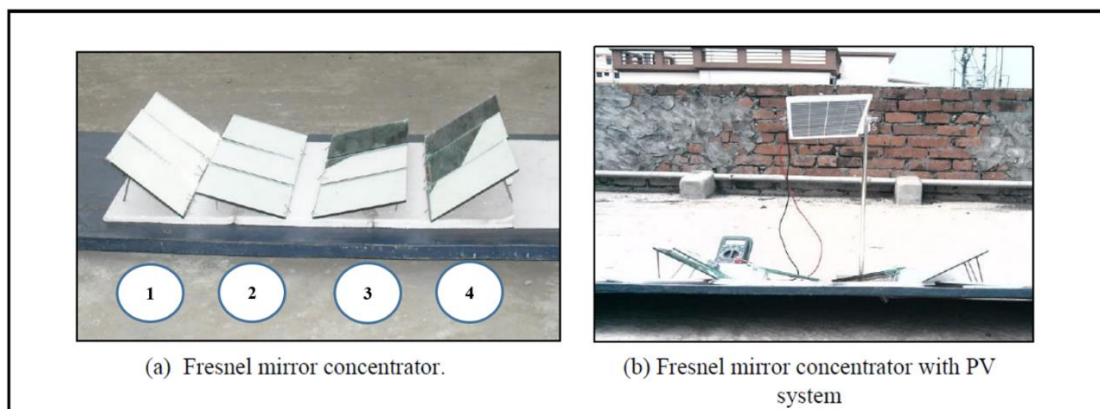 1 2 3 4
(a) Fresnel mirror concentrator.
(b) Fresnel mirror concentrator with PV
system